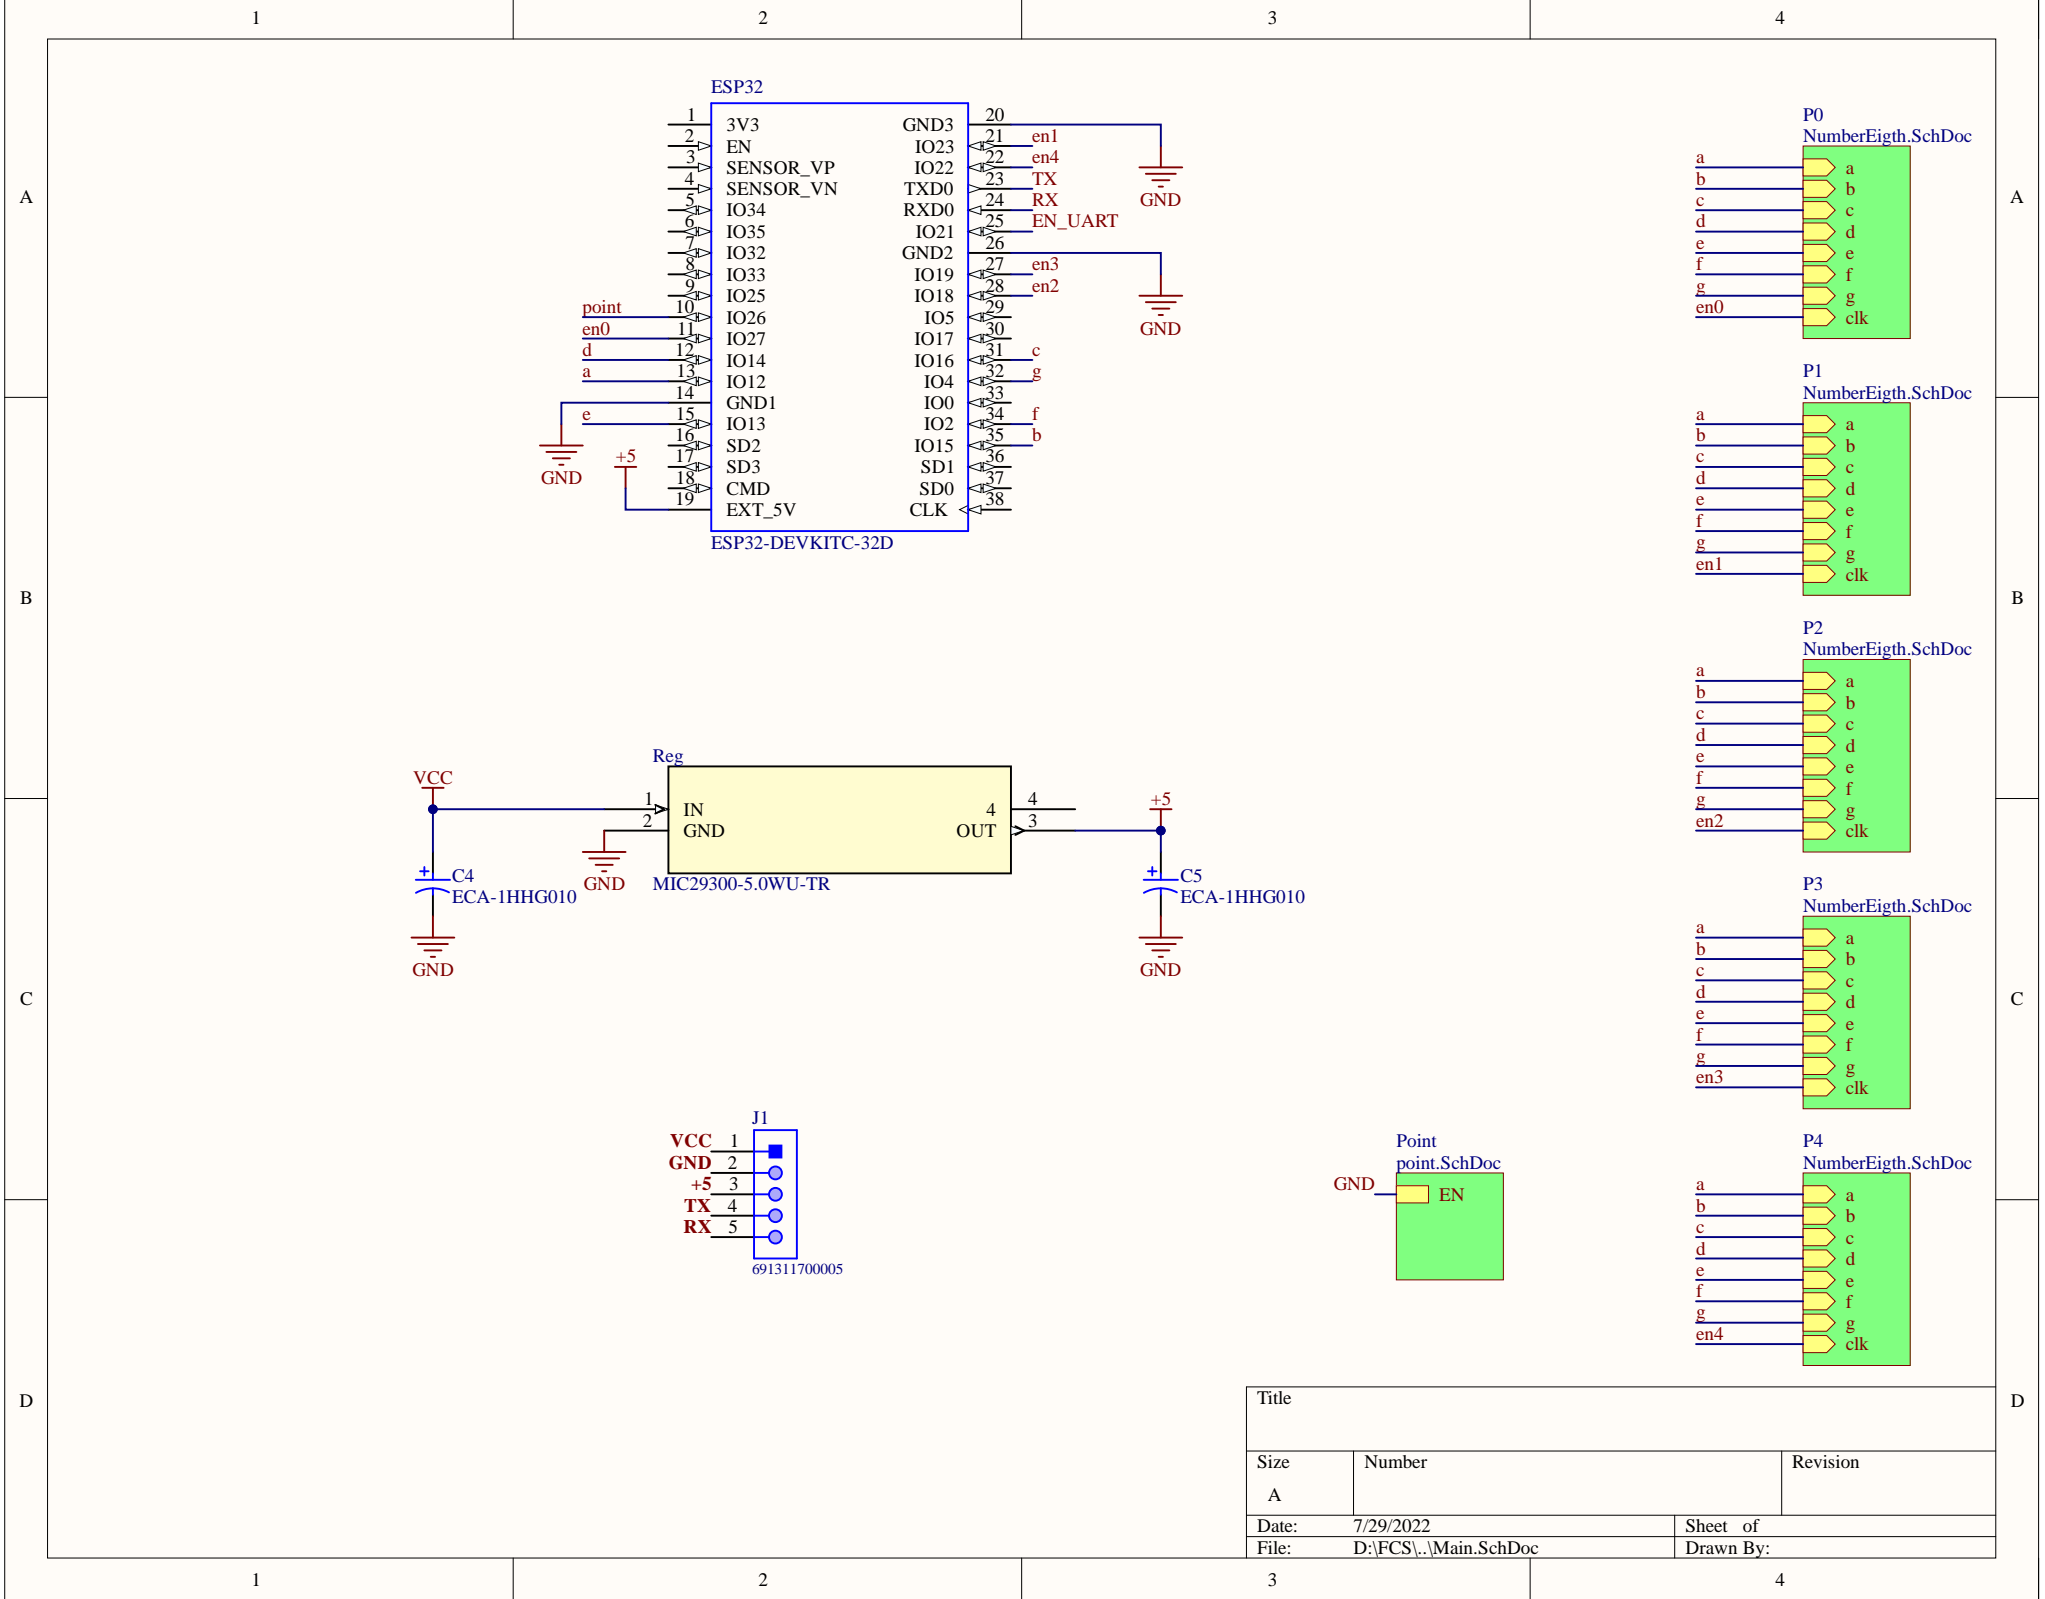 1 2 3 4
A
B
C
D
A
B
C
D
1 2 3 4
ESP32
1 3V3
2 EN
3 SENSOR_VP
4 SENSOR_VN
5 IO34
6 IO35
7 IO32
8 IO33
9 IO25
point 10 IO26
en0 11 IO27
d 12 IO14
a 13 IO12
14 GND1
e 15 IO13
16 SD2
17 SD3
18 CMD
19 EXT_5V
GND
+5
GND3 20
IO23 21 en1
IO22 22 en4
TXD0 23 TX
RXD0 24 RX
IO21 25 EN_UART
GND2 26
IO19 27 en3
IO18 28 en2
IO5 29
IO17 30
IO16 31 c
IO4 32 g
IO0 33
IO2 34 f
IO15 35 b
SD1 36
SD0 37
CLK 38
GND
GND
ESP32-DEVKITC-32D
P0
NumberEigth.SchDoc
a a
b b
c c
d d
e e
f f
g g
en0 clk
P1
NumberEigth.SchDoc
a a
b b
c c
d d
e e
f f
g g
en1 clk
P2
NumberEigth.SchDoc
a a
b b
c c
d d
e e
f f
g g
en2 clk
P3
NumberEigth.SchDoc
a a
b b
c c
d d
e e
f f
g g
en3 clk
P4
NumberEigth.SchDoc
a a
b b
c c
d d
e e
f f
g g
en4 clk
Reg
VCC
1 IN 4 4
2 GND OUT 3
+5
GND
MIC29300-5.0WU-TR
+ C4
ECA-1HHG010
GND
+ C5
ECA-1HHG010
GND
J1
VCC 1
GND 2
+5 3
TX 4
RX 5
691311700005
Point
point.SchDoc
GND EN
Title
Size Number Revision
A
Date: 7/29/2022 Sheet of
File: D:\FCS\..\Main.SchDoc Drawn By: